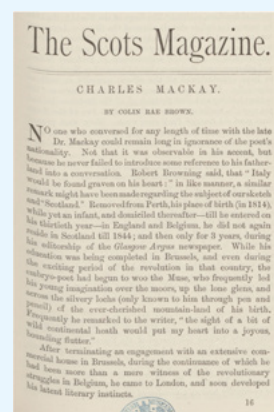 The Scots Magazine.
CHARLES MACKAY.
BY COLIN RAE BROWN.
NO one who conversed for any length of time with the late
Dr. Mackay could remain long in ignorance of the poet's
nationality. Not that it was observable in his accent, but
because he never failed to introduce some reference to his father-
land into a conversation. Robert Browning said, that "Italy
would be found graven on his heart:" in like manner, a similar
remark might have been made regarding the subject of our sketch
and "Scotland." Removed from Perth, his place of birth (in 1814),
while yet an infant, and domiciled thereafter—till he entered on
his thirtieth year—in England and Belgium, he did not again
reside in Scotland till 1844; and then only for 3 years, during
his editorship of the Glasgow Argus newspaper. While his
education was being completed in Brussels, and even during
the exciting period of the revolution in that country, the
embryo-poet had begun to woo the Muse, who frequently led
his young imagination over the moors, up the lone glens, and
across the silvery lochs (only known to him through pen and
pencil) of the ever-cherished mountain-land of his birth.
Frequently he remarked to the writer, "the sight of a bit of
wild continental heath would put my heart into a joyous,
bounding flutter."
After terminating an engagement with an extensive com-
mercial house in Brussels, during the continuance of which he
had been more than a mere witness of the revolutionary
struggles in Belgium, he came to London, and soon developed
his latent literary instincts.
16